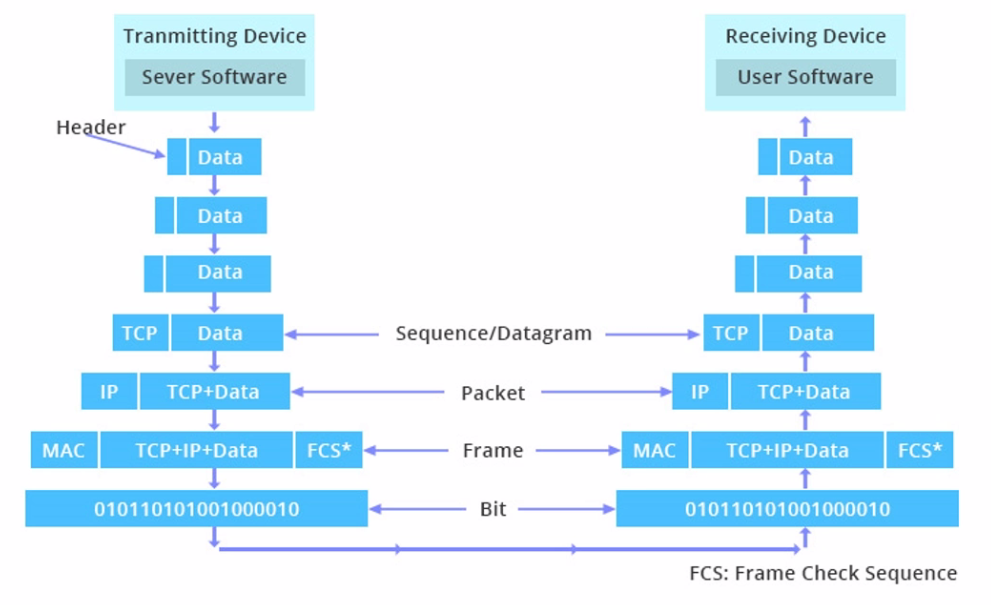 Tranmitting Device
Sever Software
Receiving Device
User Software
Header
Data
Data
Data
Data
Data
Data
TCP
Data
Sequence/Datagram
TCP
Data
IP
TCP+Data
Packet
IP
TCP+Data
MAC
TCP+IP+Data
FCS*
Frame
MAC
TCP+IP+Data
FCS*
010110101001000010
Bit
010110101001000010
FCS: Frame Check Sequence